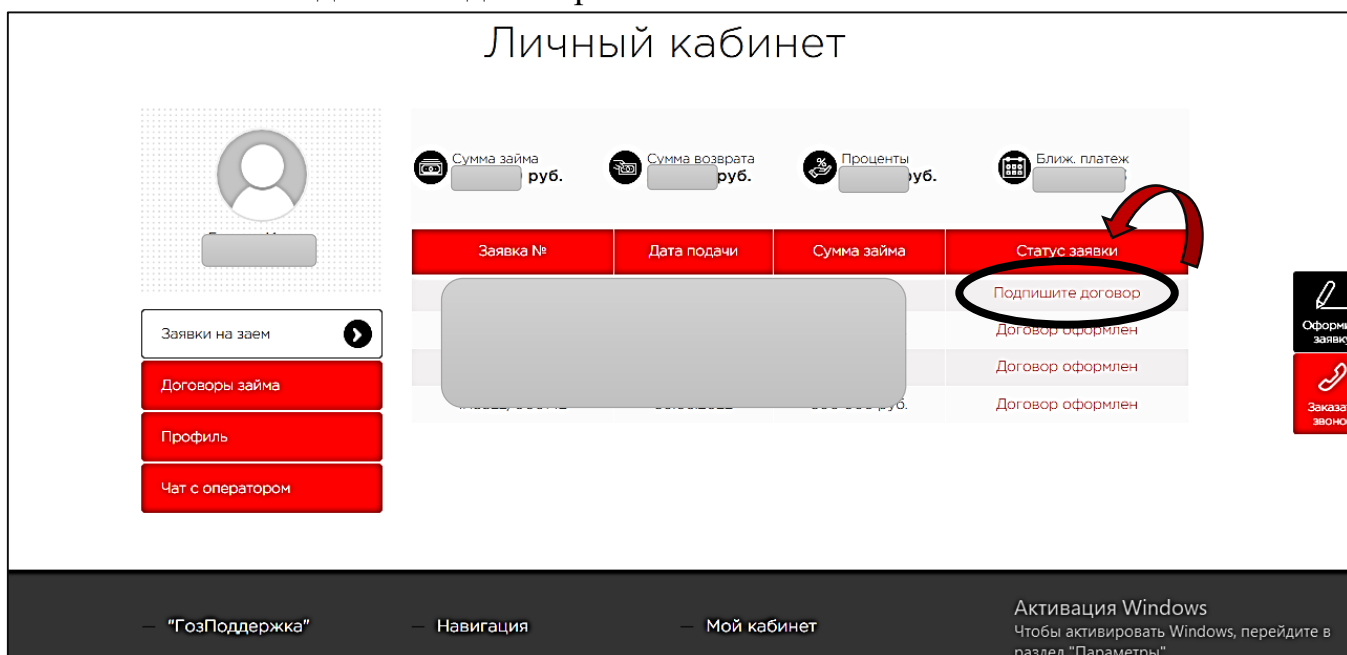 Личный кабинет
Сумма займа
руб.
Сумма возврата
руб.
Проценты
Ближ. платеж
Заявка № Дата подачи Сумма займа Статус заявки
Подпишите договор
Договор оформлен
Договор оформлен
Договор оформлен
Заявки на заем
Договоры займа
Профиль
Чат с оператором
— "ГозПоддержка" — Навигация — Мой кабинет
Активация Windows
Чтобы активировать Windows, перейдите в
раздел "Параметры".